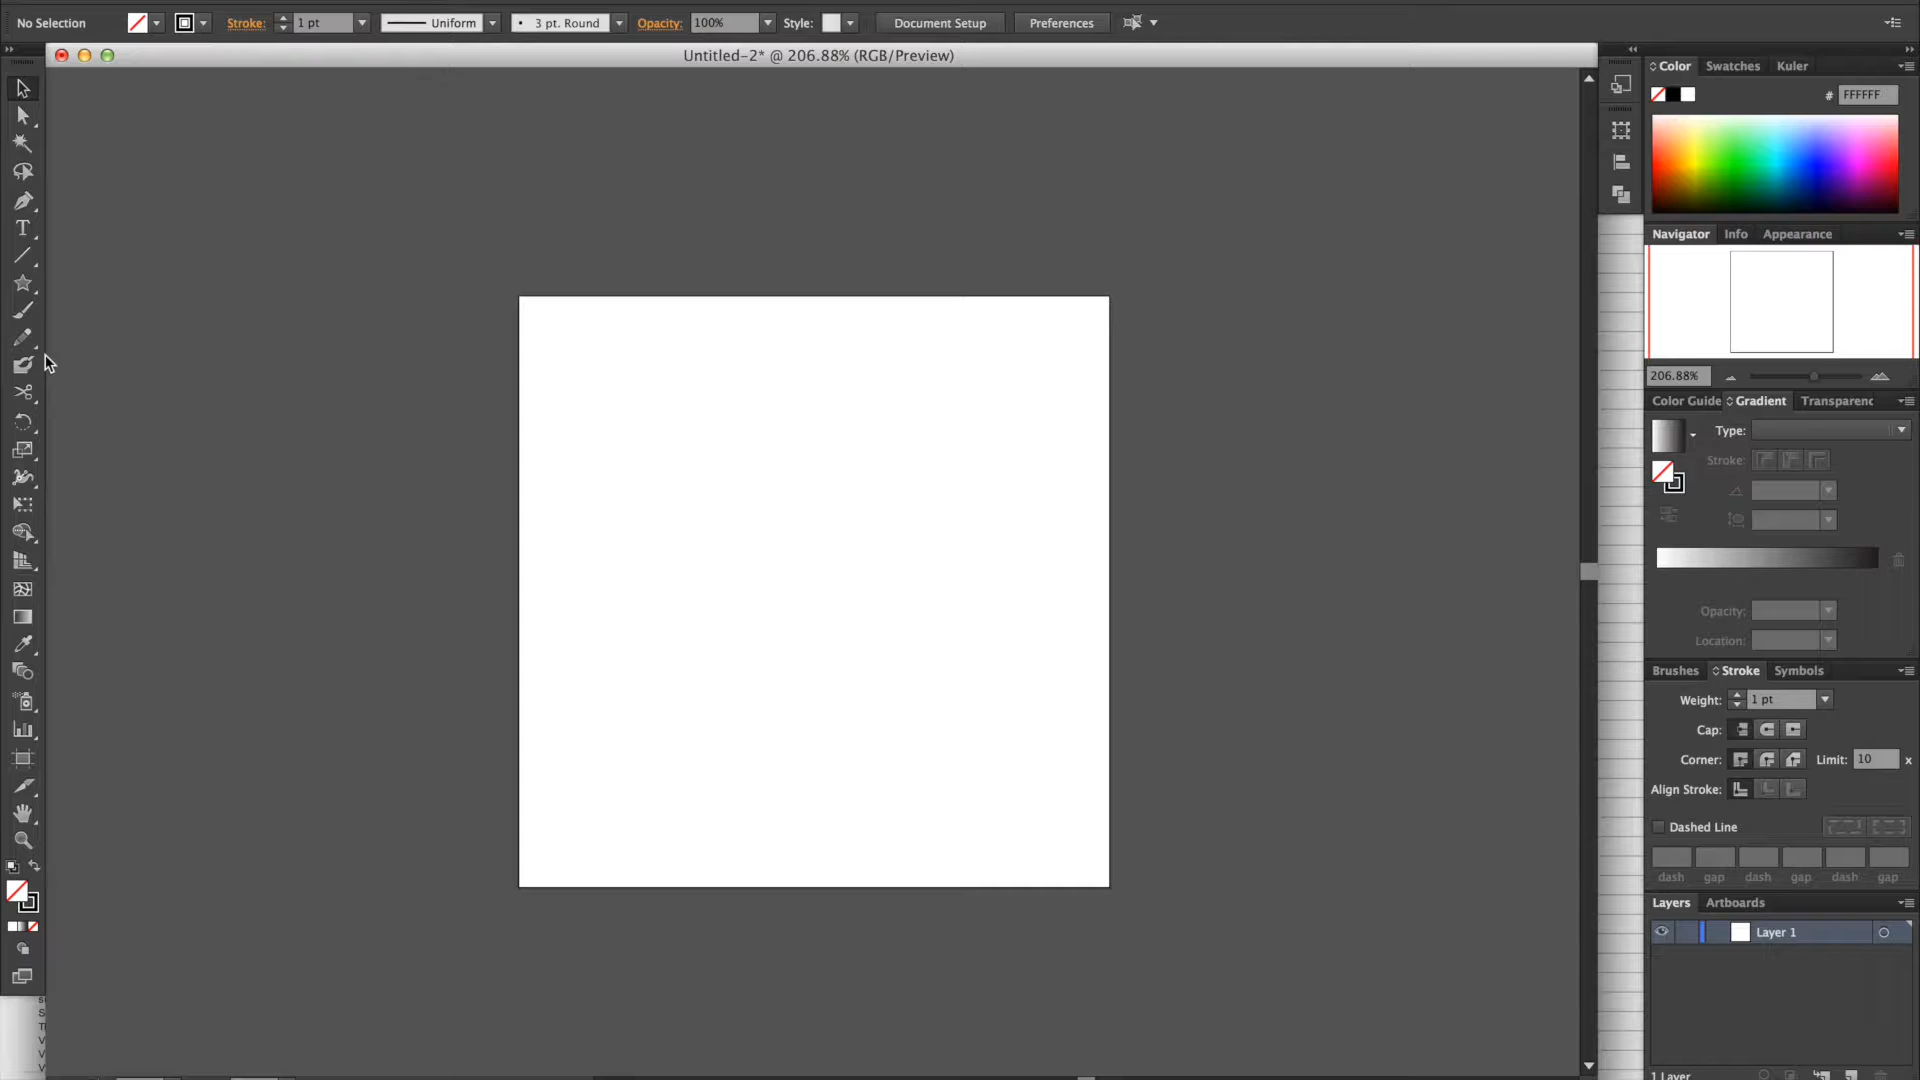 No Selection Stroke: 1 pt Uniform 3 pt. Round Opacity: 100% Style: Document Setup Preferences
Untitled-2* @ 206.88% (RGB/Preview)
Color Swatches Kuler
# FFFFFF
Navigator Info Appearance
206.88%
Color Guide Gradient Transparenc
Type:
Stroke:
Opacity:
Location:
Brushes Stroke Symbols
Weight: 1 pt
Cap:
Corner: Limit: 10 x
Align Stroke:
Dashed Line
dash gap dash gap dash gap
Layers Artboards
Layer 1
1 Layer